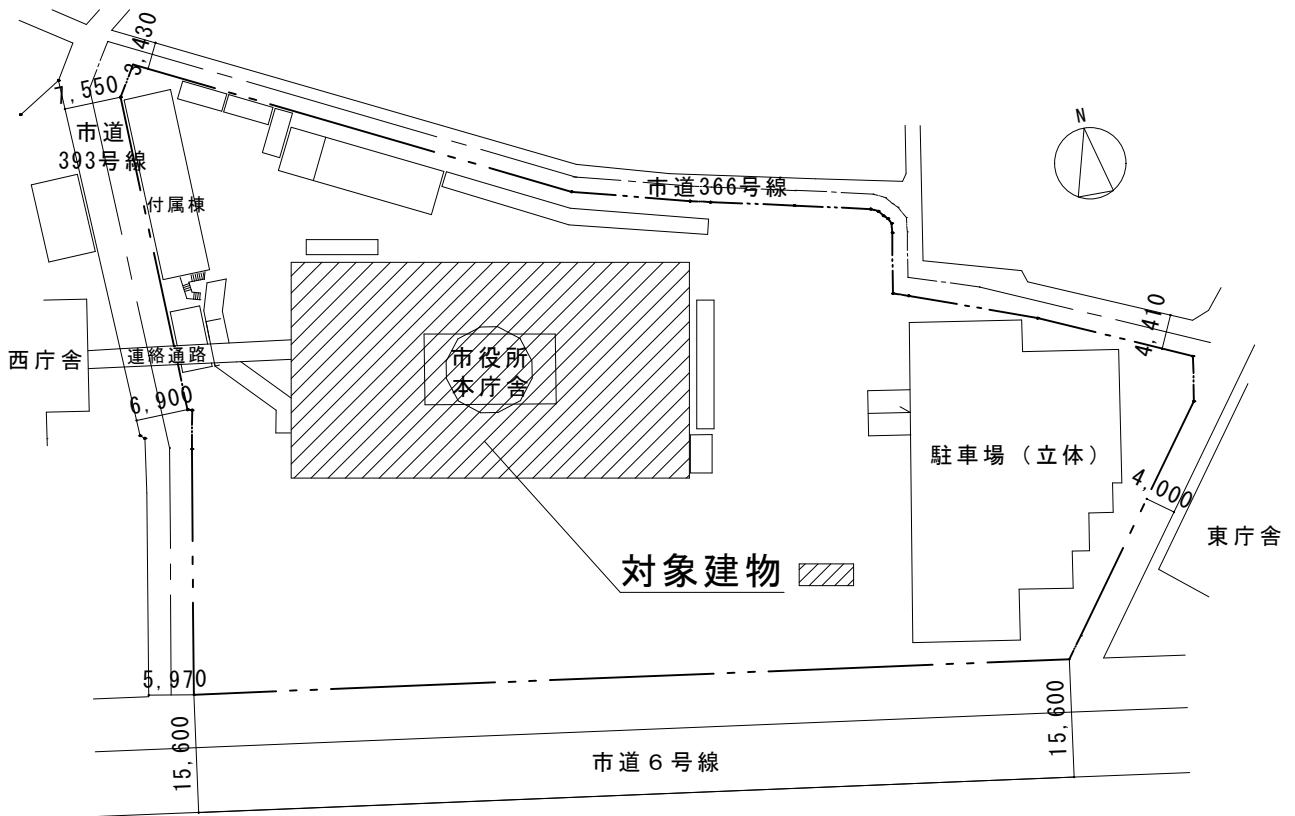 3,430
7,550
市道
393号線
N
市道366号線
付属棟
4,410
西庁舎
連絡通路
市役所
本庁舎
6,900
駐車場（立体）
4,000
東庁舎
対象建物
5,970
15,600
15,600
市道６号線